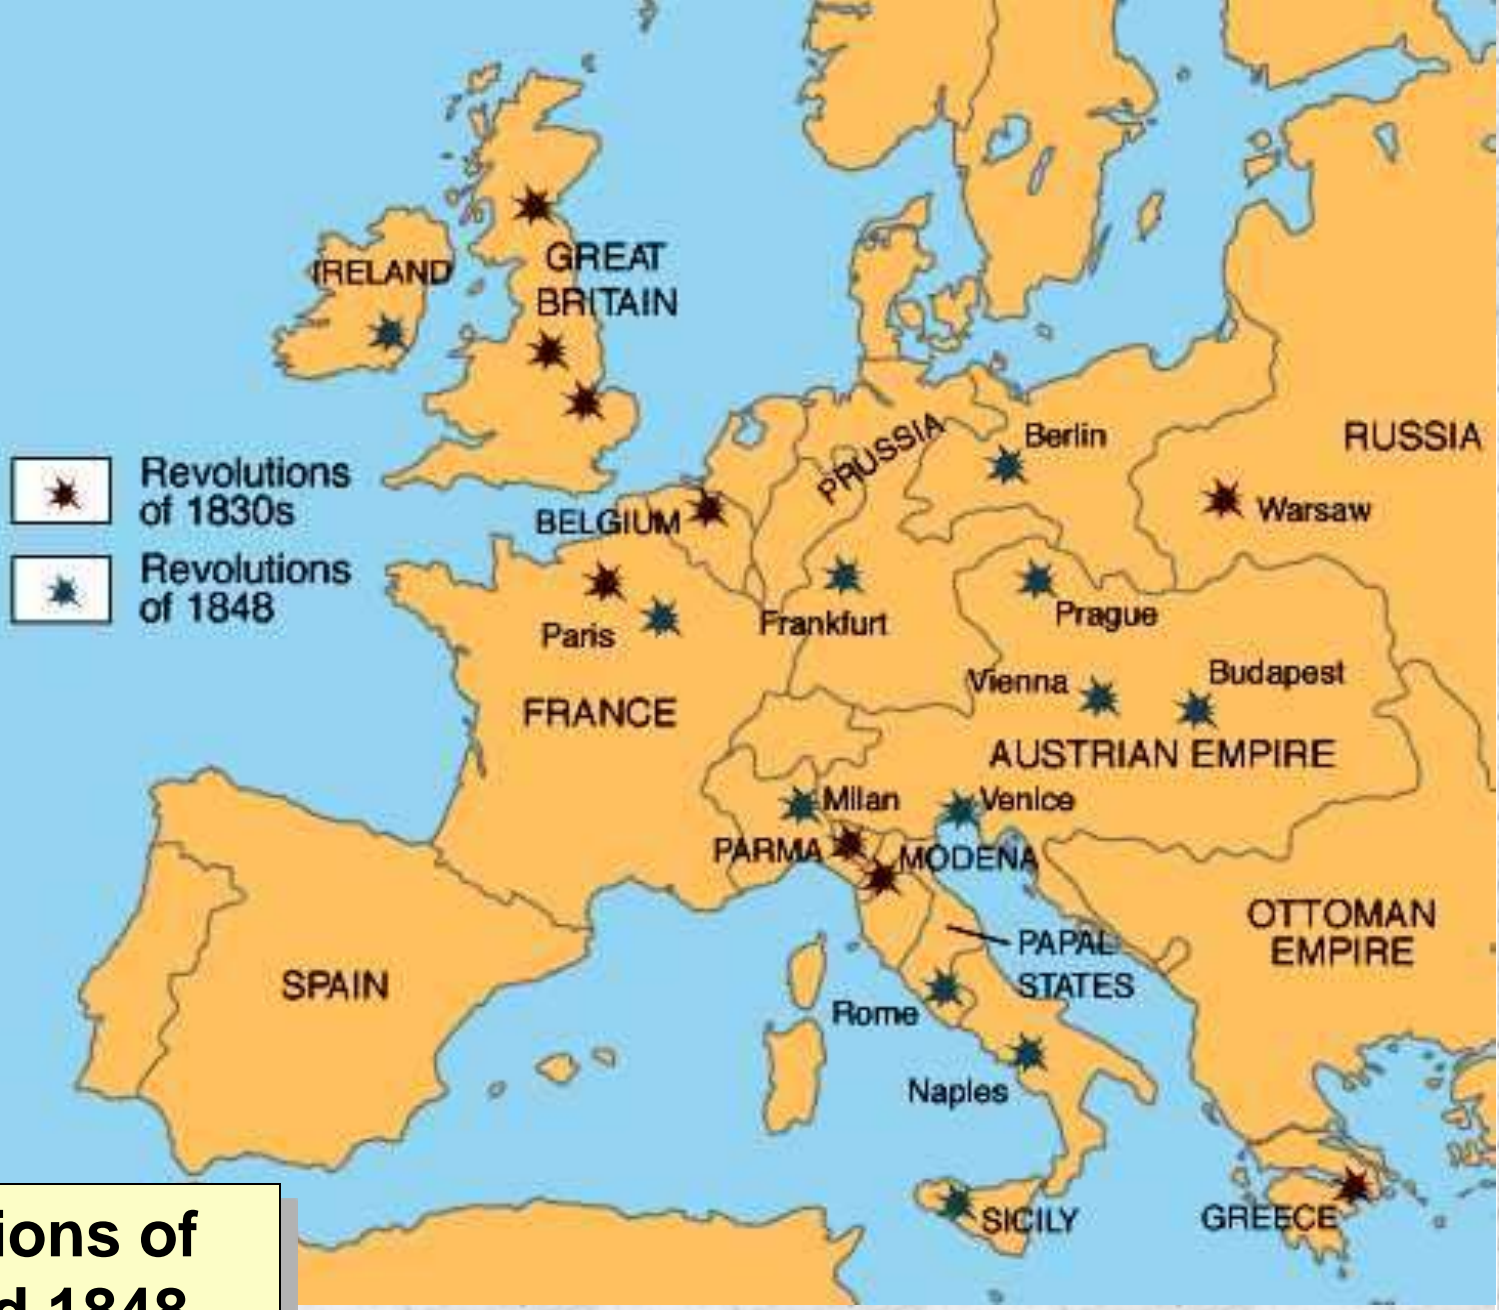 IRELAND
GREAT
BRITAIN
PRUSSIA
Berlin
RUSSIA
Revolutions
of 1830s
BELGIUM
Warsaw
Revolutions
of 1848
Paris
Frankfurt
Prague
Vienna
Budapest
FRANCE
AUSTRIAN EMPIRE
Milan
Venice
PARMA
MODENA
OTTOMAN
EMPIRE
PAPAL
STATES
SPAIN
Rome
Naples
SICILY
GREECE
ions of
d 1848